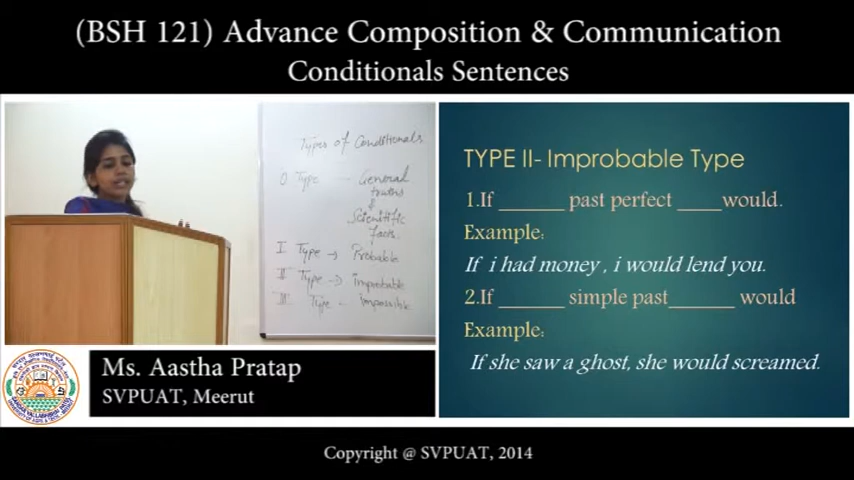 (BSH 121) Advance Composition & Communication
Conditionals Sentences
Types of Conditionals
0 Type — General
truths
&
Scientific
facts.
I Type → Probable
II Type → improbable
III Type – impossible
TYPE II- Improbable Type
1.If ______ past perfect ____would.
Example:
If i had money , i would lend you.
2.If ______ simple past______ would
Example:
If she saw a ghost, she would screamed.
Ms. Aastha Pratap
SVPUAT, Meerut
Copyright @ SVPUAT, 2014